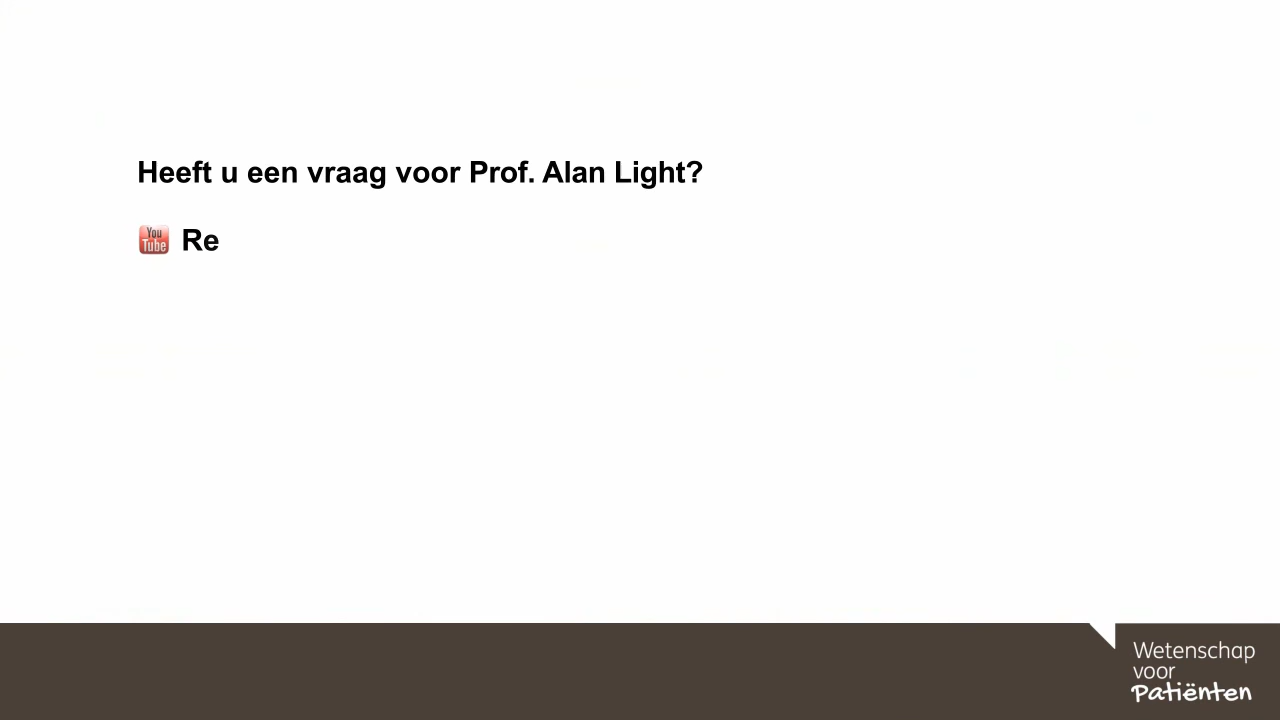 Heeft u een vraag voor Prof. Alan Light?
You
Tube
Re
Wetenschap
voor
Patiënten